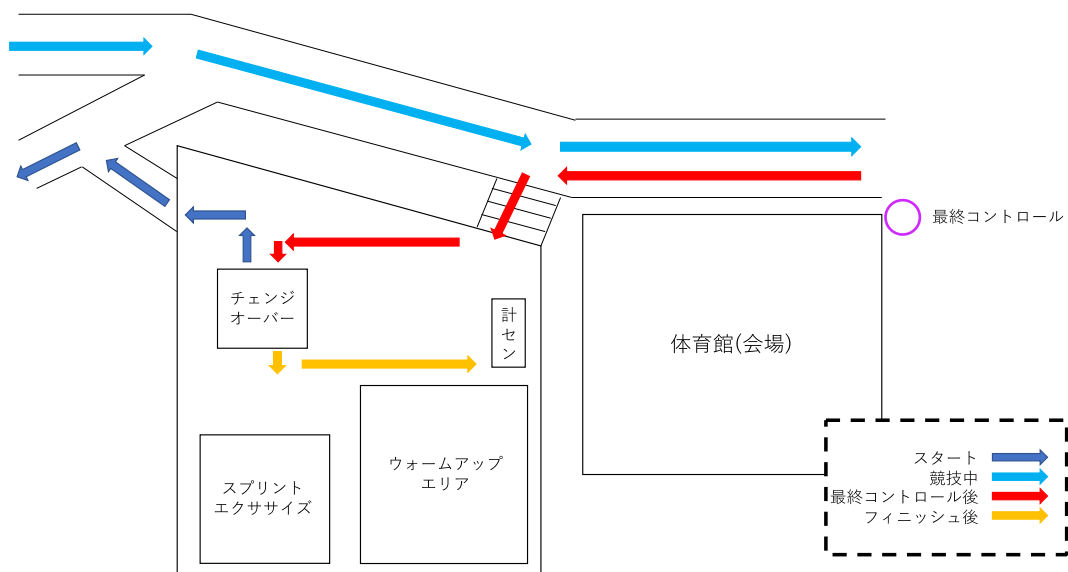 最終コントロール
チェンジ
オーバー
計
セ
ン
体育館(会場)
ウォームアップ
エリア
スプリント
エクササイズ
スタート
競技中
最終コントロール後
フィニッシュ後